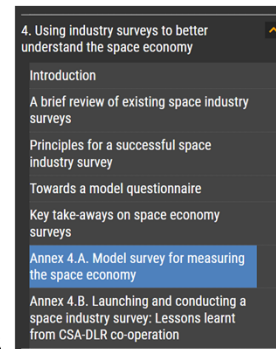 4. Using industry surveys to better
understand the space economy
Introduction
A brief review of existing space industry
surveys
Principles for a successful space
industry survey
Towards a model questionnaire
Key take-aways on space economy
surveys
Annex 4.A. Model survey for measuring
the space economy
Annex 4.B. Launching and conducting a
space industry survey: Lessons learnt
from CSA-DLR co-operation